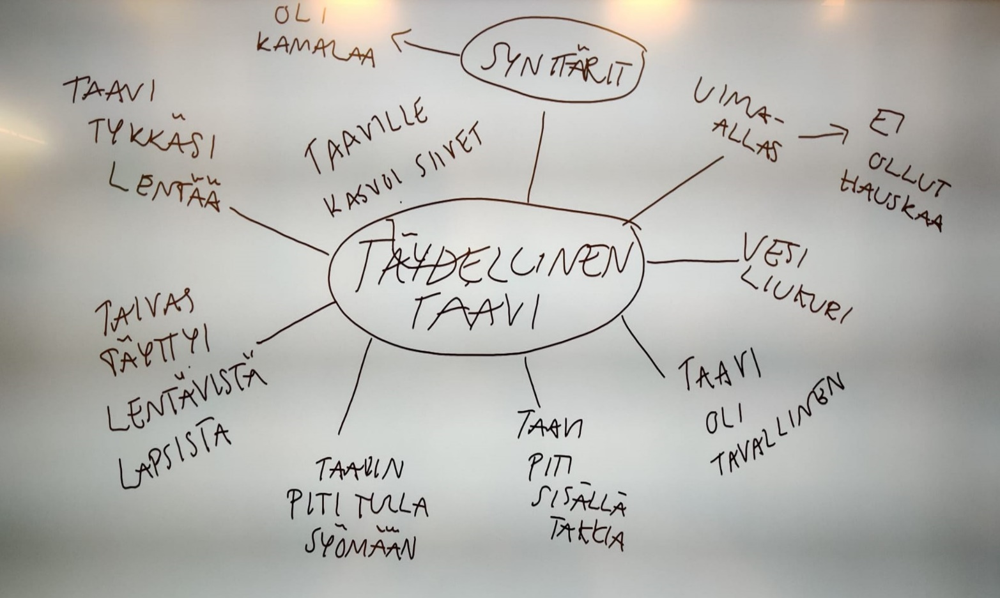 OLI
KAMALAA
SYNTTÄRIT
TAAVI
TYKKÄSI
LENTÄÄ
TAAVILLE
KASVOI SIIVET
UIMA-
ALLAS
EI
OLLUT
HAUSKAA
TÄYDELLINEN
TAAVI
VESI
LIUKURI
TAIVAS
TÄYTTYI
LENTÄVISTÄ
LAPSISTA
TAAVI
OLI
TAVALLINEN
TAAVI
PITI
SISÄLLÄ
TAKKIA
TAAVIN
PITI TULLA
SYÖMÄÄN